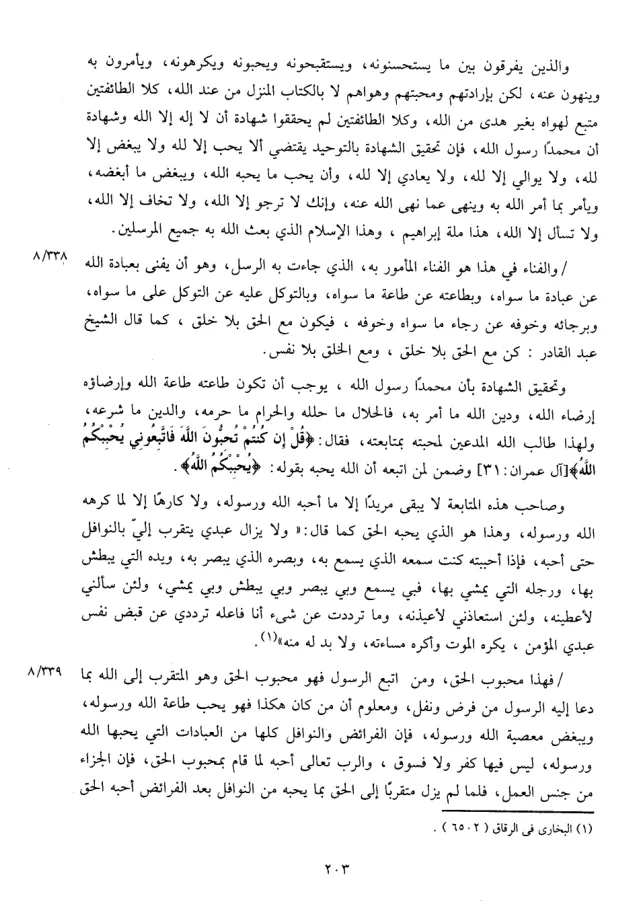 والذين يفرقون بين ما يستحسنونه، ويستقبحونه ويحبونه ويكرهونه، ويأمرون به
وينهون عنه، لكن بإرادتهم ومحبتهم وهواهم لا بالكتاب المنزل من عند الله، كلا الطائفتين
متبع لهواه بغير هدى من الله، وكلا الطائفتين لم يحققوا شهادة أن لا إله إلا الله وشهادة
أن محمدًا رسول الله، فإن تحقيق الشهادة بالتوحيد يقتضي ألا يحب إلا لله ولا يبغض إلا
لله، ولا يوالي إلا لله، ولا يعادي إلا لله، وأن يحب ما يحبه الله، ويبغض ما أبغضه،
ويأمر بما أمر الله به وينهى عما نهى الله عنه، وإنك لا ترجو إلا الله، ولا تخاف إلا الله،
ولا تسأل إلا الله، هذا ملة إبراهيم ، وهذا الإسلام الذي بعث الله به جميع المرسلين.
٨/٣٣٨ / والفناء في هذا هو الفناء المأمور به، الذي جاءت به الرسل، وهو أن يفنى بعبادة الله
عن عبادة ما سواه، وبطاعته عن طاعة ما سواه، وبالتوكل عليه عن التوكل على ما سواه،
وبرجائه وخوفه عن رجاء ما سواه وخوفه ، فيكون مع الحق بلا خلق ، كما قال الشيخ
عبد القادر : كن مع الحق بلا خلق ، ومع الخلق بلا نفس.
وتحقيق الشهادة بأن محمدًا رسول الله ، يوجب أن تكون طاعته طاعة الله وإرضاؤه
إرضاء الله، ودين الله ما أمر به، فالحلال ما حلله والحرام ما حرمه، والدين ما شرعه،
ولهذا طالب الله المدعين لمحبته بمتابعته، فقال: ﴿قُلْ إِن كُنتُمْ تُحِبُّونَ اللَّهَ فَاتَّبِعُونِي يُحْبِبْكُمُ
اللَّهُ﴾[آل عمران: ٣١] وضمن لمن اتبعه أن الله يحبه بقوله: ﴿يُحْبِبْكُمُ اللَّهُ﴾ .
وصاحب هذه المتابعة لا يبقى مريدًا إلا ما أحبه الله ورسوله، ولا كارهًا إلا لما كرهه
الله ورسوله، وهذا هو الذي يحبه الحق كما قال: « ولا يزال عبدي يتقرب إليّ بالنوافل
حتى أحبه، فإذا أحببته كنت سمعه الذي يسمع به، وبصره الذي يبصر به، ويده التي يبطش
بها، ورجله التي يمشي بها، فبي يسمع وبي يبصر وبي يبطش وبي يمشي، ولئن سألني
لأعطينه، ولئن استعاذني لأعيذنه، وما ترددت عن شىء أنا فاعله ترددي عن قبض نفس
عبدي المؤمن ، يكره الموت وأكره مساءته، ولا بد له منه»(١).
٨/٣٣٩ / فهذا محبوب الحق، ومن اتبع الرسول فهو محبوب الحق وهو المتقرب إلى الله بما
دعا إليه الرسول من فرض ونفل، ومعلوم أن من كان هكذا فهو يحب طاعة الله ورسوله،
ويبغض معصية الله ورسوله، فإن الفرائض والنوافل كلها من العبادات التي يحبها الله
ورسوله، ليس فيها كفر ولا فسوق ، والرب تعالى أحبه لما قام بمحبوب الحق، فإن الجزاء
من جنس العمل، فلما لم يزل متقربًا إلى الحق بما يحبه من النوافل بعد الفرائض أحبه الحق
(١) البخارى فى الرقاق ( ٦٥٠٢ ) .
٢٠٣